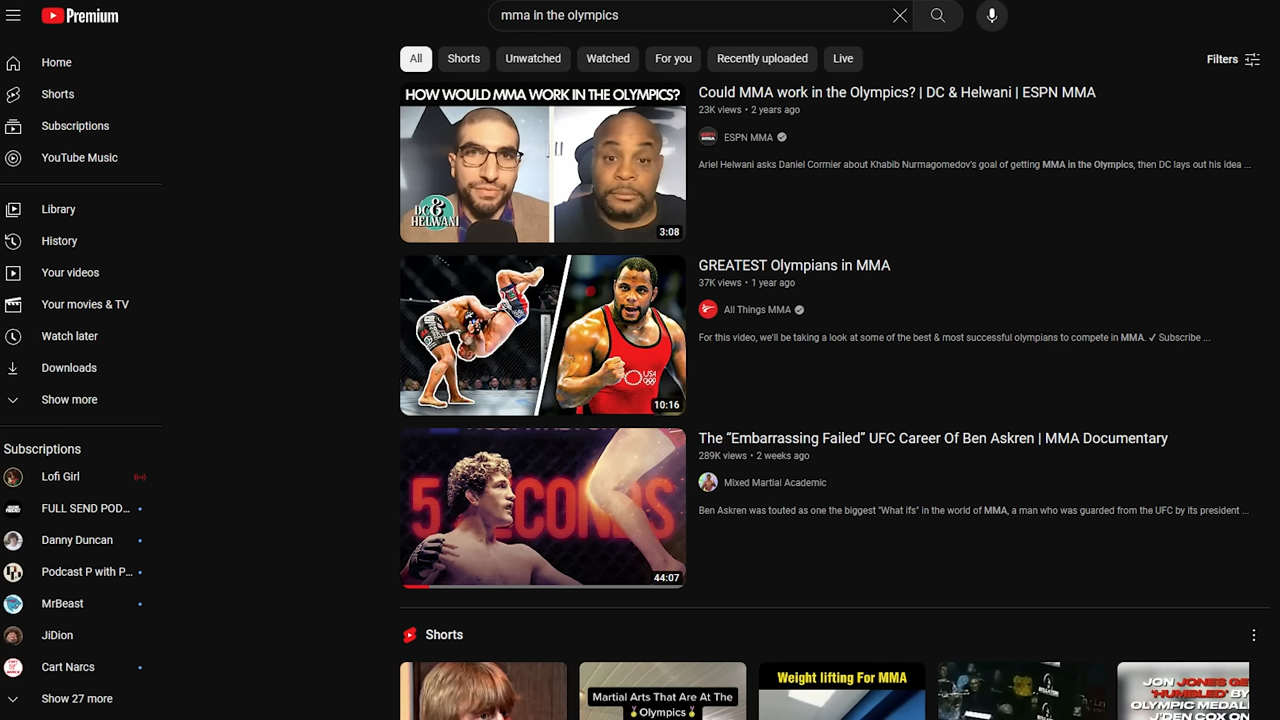 Premium
mma in the olympics
Home
Shorts
Subscriptions
YouTube Music
Library
History
Your videos
Your movies & TV
Watch later
Downloads
Show more
Subscriptions
Lofi Girl
FULL SEND POD...
Danny Duncan
Podcast P with P...
MrBeast
JiDion
Cart Narcs
Show 27 more
All
Shorts
Unwatched
Watched
For you
Recently uploaded
Live
Filters
HOW WOULD MMA WORK IN THE OLYMPICS?
DC &
HELWANI
3:08
Could MMA work in the Olympics? | DC & Helwani | ESPN MMA
23K views • 2 years ago
ESPN MMA
Ariel Helwani asks Daniel Cormier about Khabib Nurmagomedov's goal of getting MMA in the Olympics, then DC lays out his idea ...
USA
10:16
GREATEST Olympians in MMA
37K views • 1 year ago
All Things MMA
For this video, we'll be taking a look at some of the best & most successful olympians to compete in MMA. ✓ Subscribe ...
5
44:07
The “Embarrassing Failed” UFC Career Of Ben Askren | MMA Documentary
289K views • 2 weeks ago
Mixed Martial Academic
Ben Askren was touted as one the biggest "What ifs" in the world of MMA, a man who was guarded from the UFC by its president ...
Shorts
Martial Arts That Are At The
🏅Olympics🏅
Weight lifting For MMA
JON JONES GE
'HUMBLED' BY
OLYMPIC MEDAL
J'DEN COX ON